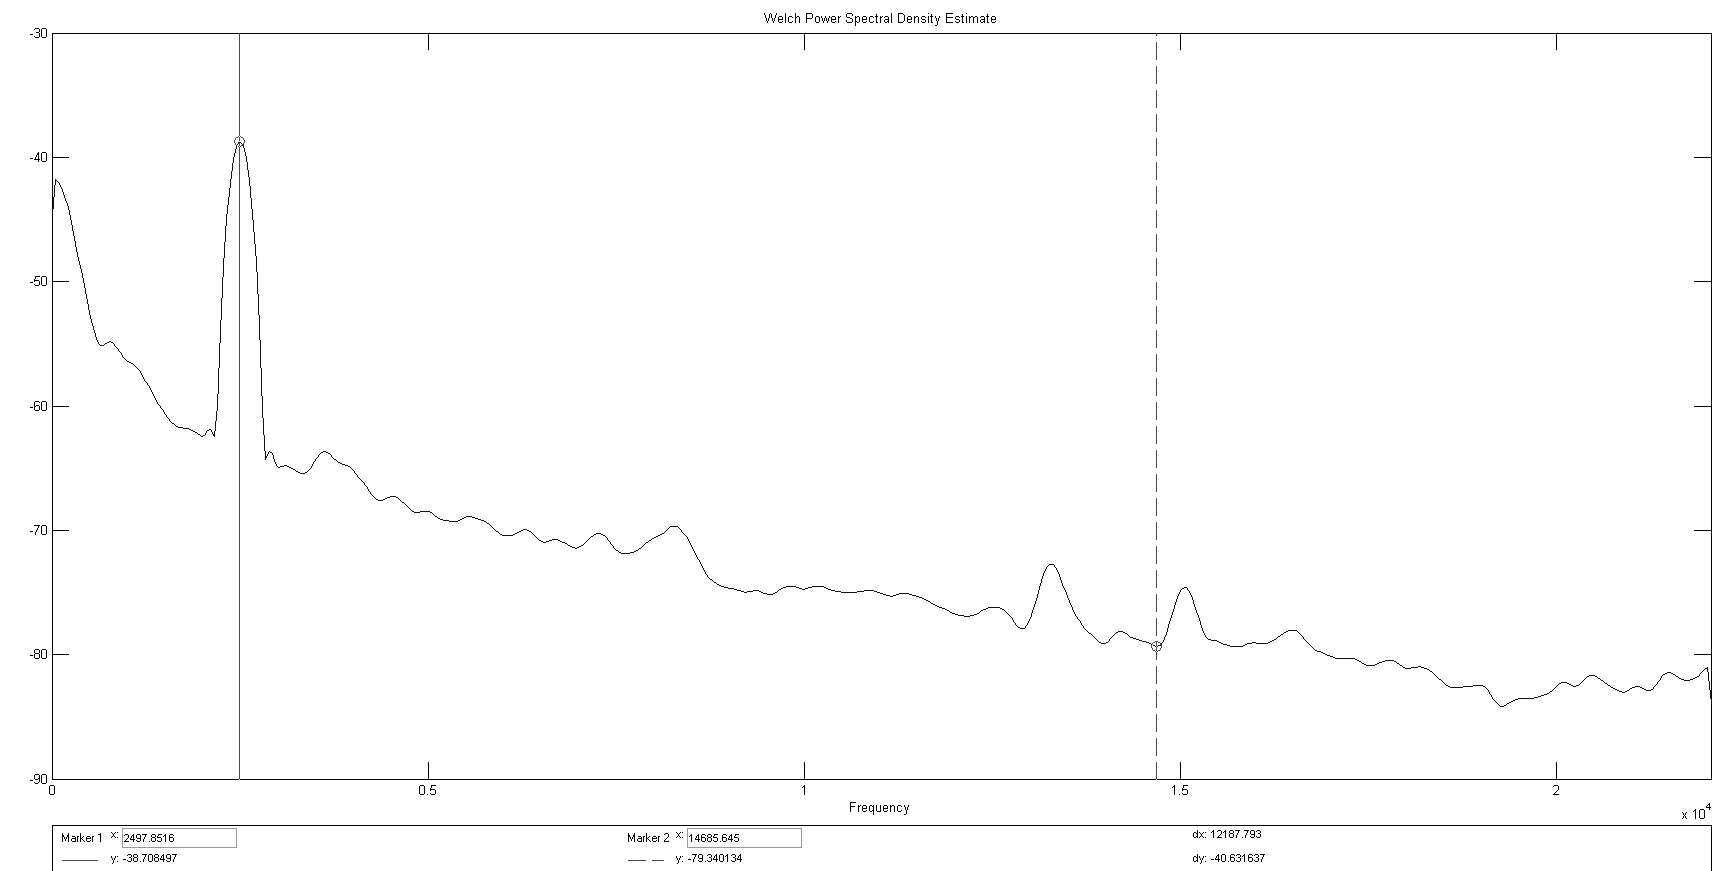 Welch Power Spectral Density Estimate
-30
-40
-50
-60
-70
-80
-90
0 0.5 1 1.5 2
Frequency
x 10^4
Marker 1 x: 2497.8516 Marker 2 x: 14685.645 dx: 12187.793
y: -38.708497 y: -79.340134 dy: -40.631637